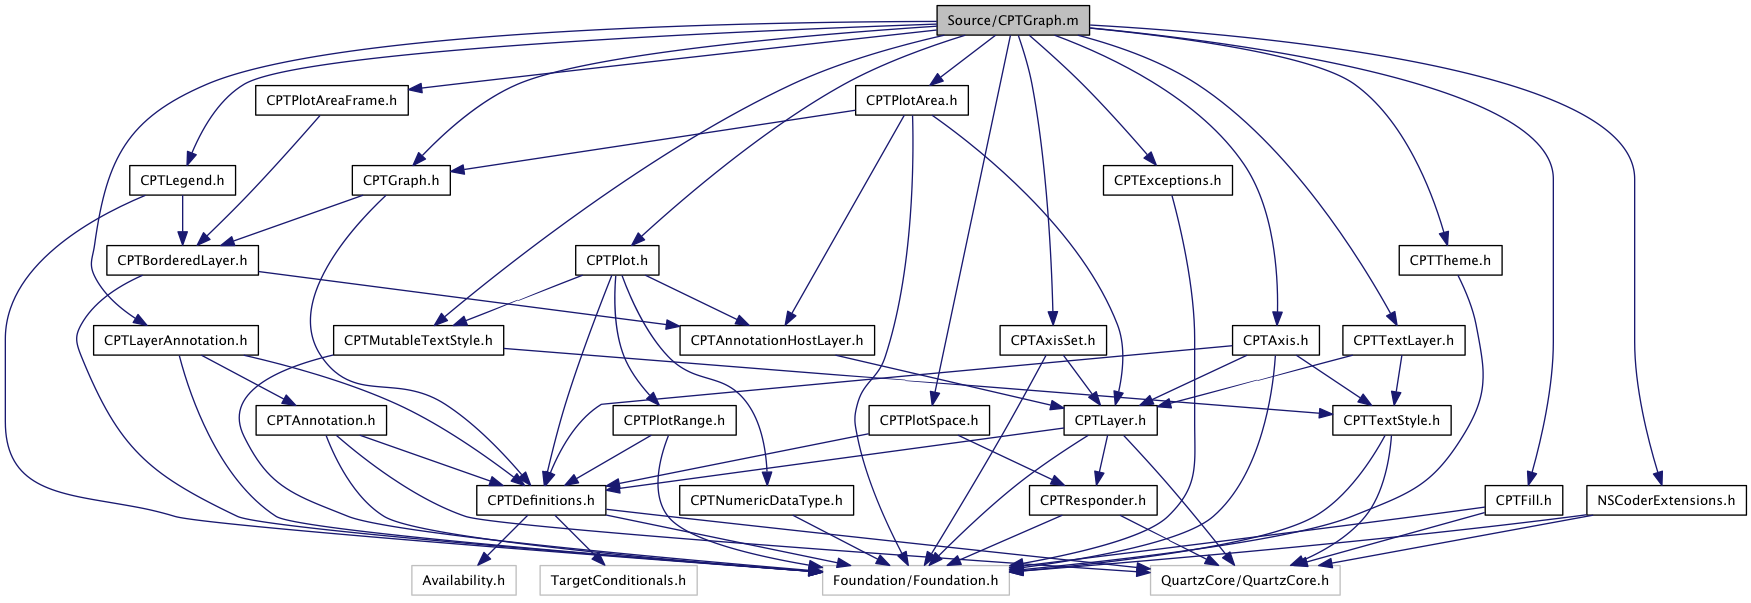 Source/CPTGraph.m
CPTPlotAreaFrame.h
CPTPlotArea.h
CPTLegend.h
CPTGraph.h
CPTExceptions.h
CPTBorderedLayer.h
CPTPlot.h
CPTTheme.h
CPTLayerAnnotation.h
CPTMutableTextStyle.h
CPTAnnotationHostLayer.h
CPTAxisSet.h
CPTAxis.h
CPTTextLayer.h
CPTAnnotation.h
CPTPlotRange.h
CPTPlotSpace.h
CPTLayer.h
CPTTextStyle.h
CPTDefinitions.h
CPTNumericDataType.h
CPTResponder.h
CPTFill.h
NSCoderExtensions.h
Availability.h
TargetConditionals.h
Foundation/Foundation.h
QuartzCore/QuartzCore.h